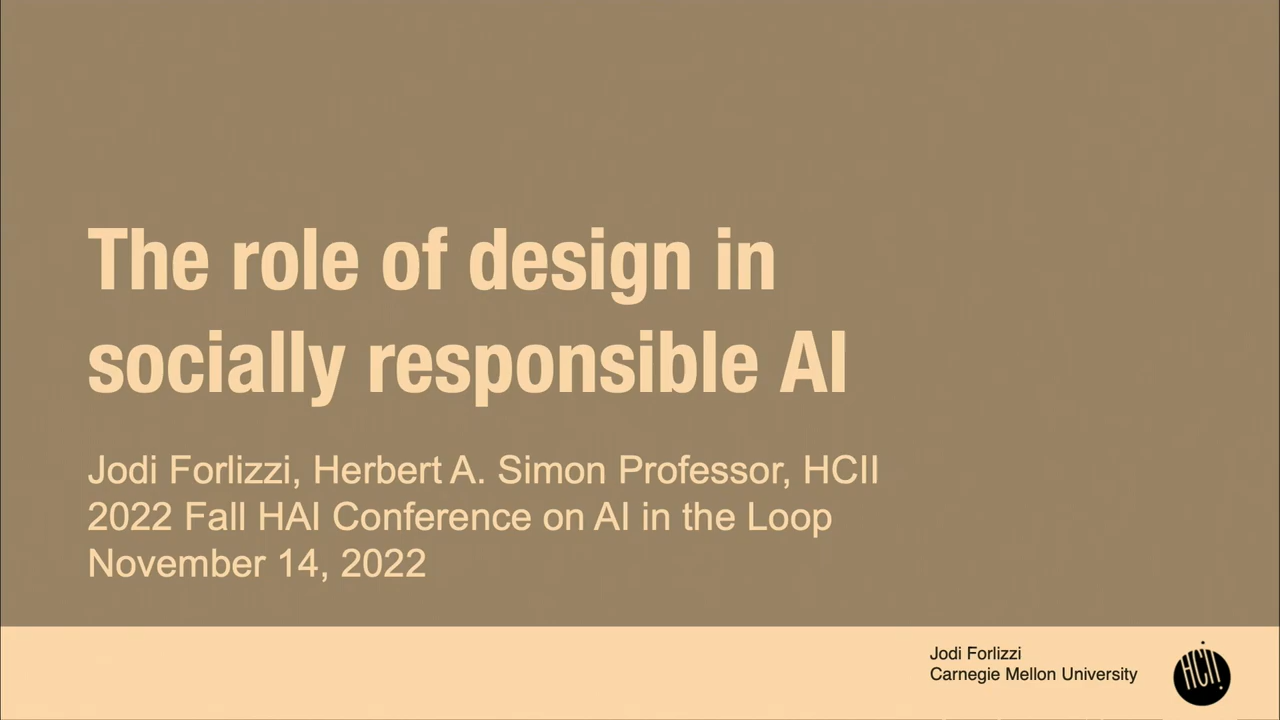 The role of design in
socially responsible AI
Jodi Forlizzi, Herbert A. Simon Professor, HCII
2022 Fall HAI Conference on AI in the Loop
November 14, 2022
Jodi Forlizzi
Carnegie Mellon University
HCII